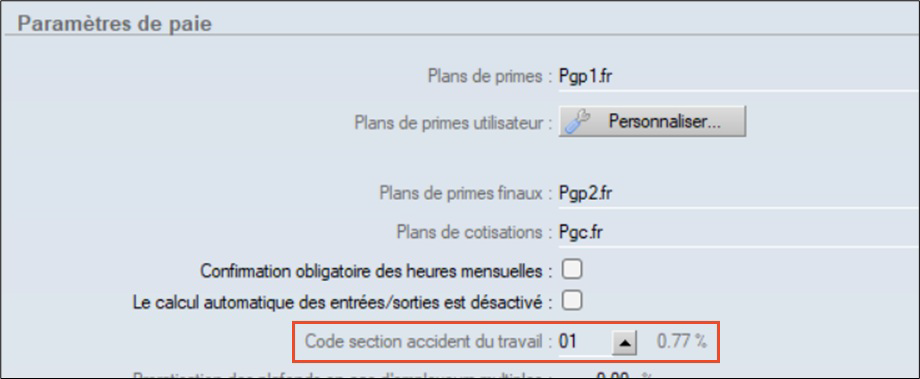 Paramètres de paie
Plans de primes : Pgp1.fr
Plans de primes utilisateur : Personnaliser...
Plans de primes finaux : Pgp2.fr
Plans de cotisations : Pgc.fr
Confirmation obligatoire des heures mensuelles :
Le calcul automatique des entrées/sorties est désactivé :
Code section accident du travail : 01 0.77 %